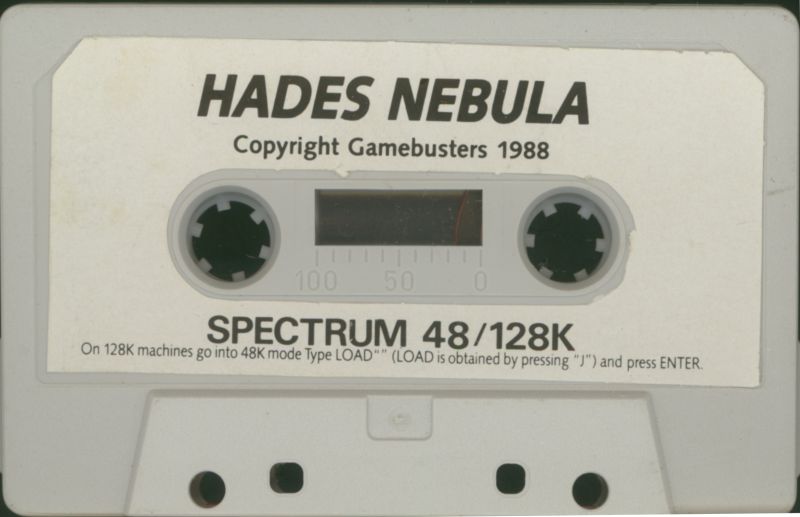 HADES NEBULA
Copyright Gamebusters 1988
100 50 0
SPECTRUM 48/128K
On 128K machines go into 48K mode Type LOAD"" (LOAD is obtained by pressing "J") and press ENTER.